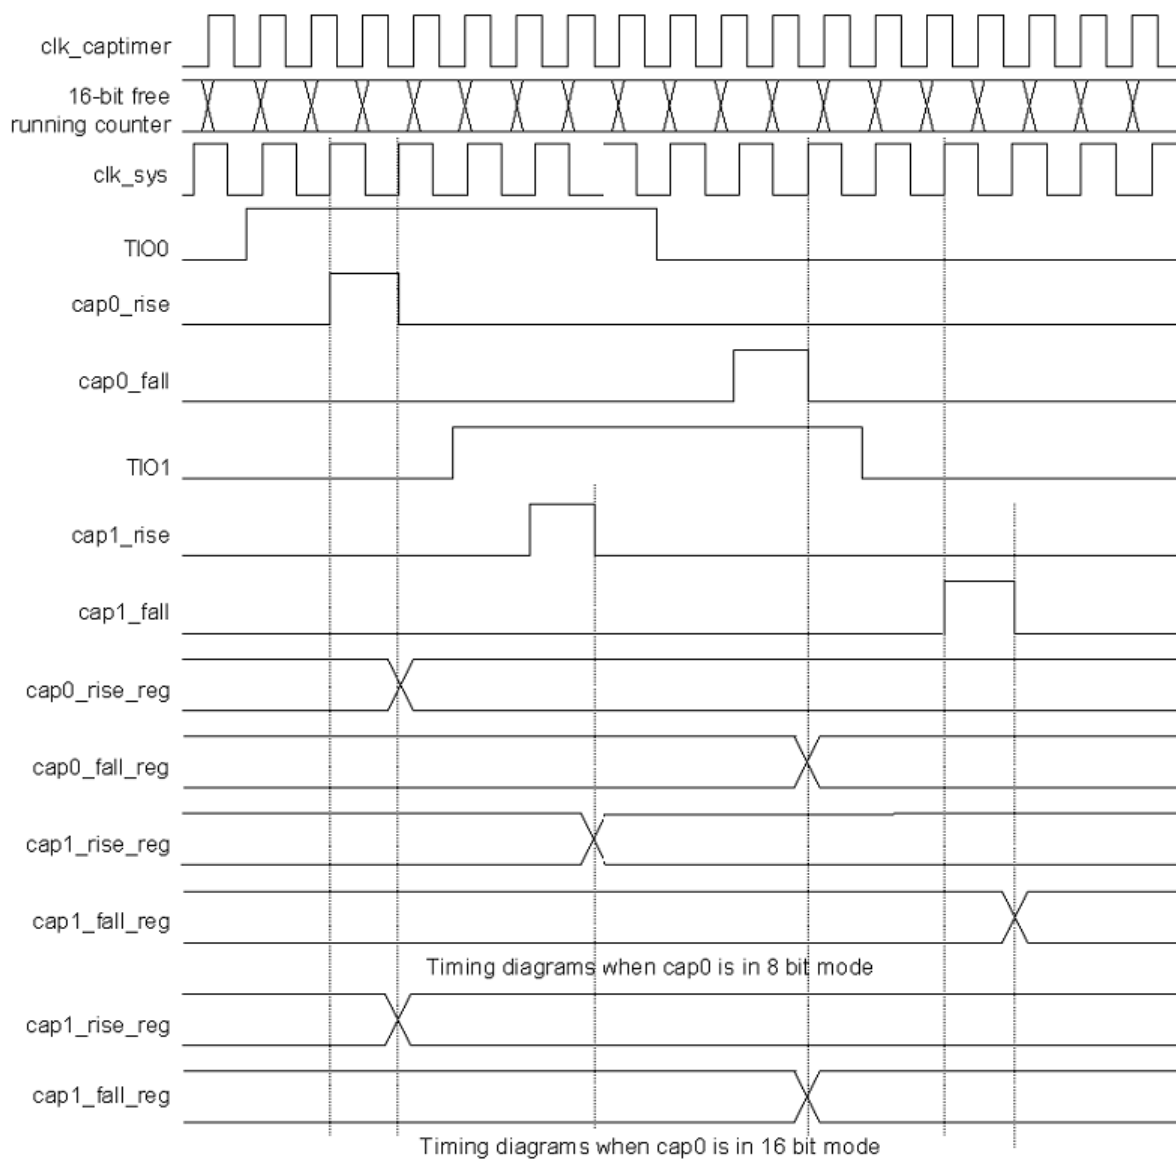 clk_captimer
16-bit free
running counter
clk_sys
TIO0
cap0_rise
cap0_fall
TIO1
cap1_rise
cap1_fall
cap0_rise_reg
cap0_fall_reg
cap1_rise_reg
cap1_fall_reg
Timing diagrams when cap0 is in 8 bit mode
cap1_rise_reg
cap1_fall_reg
Timing diagrams when cap0 is in 16 bit mode